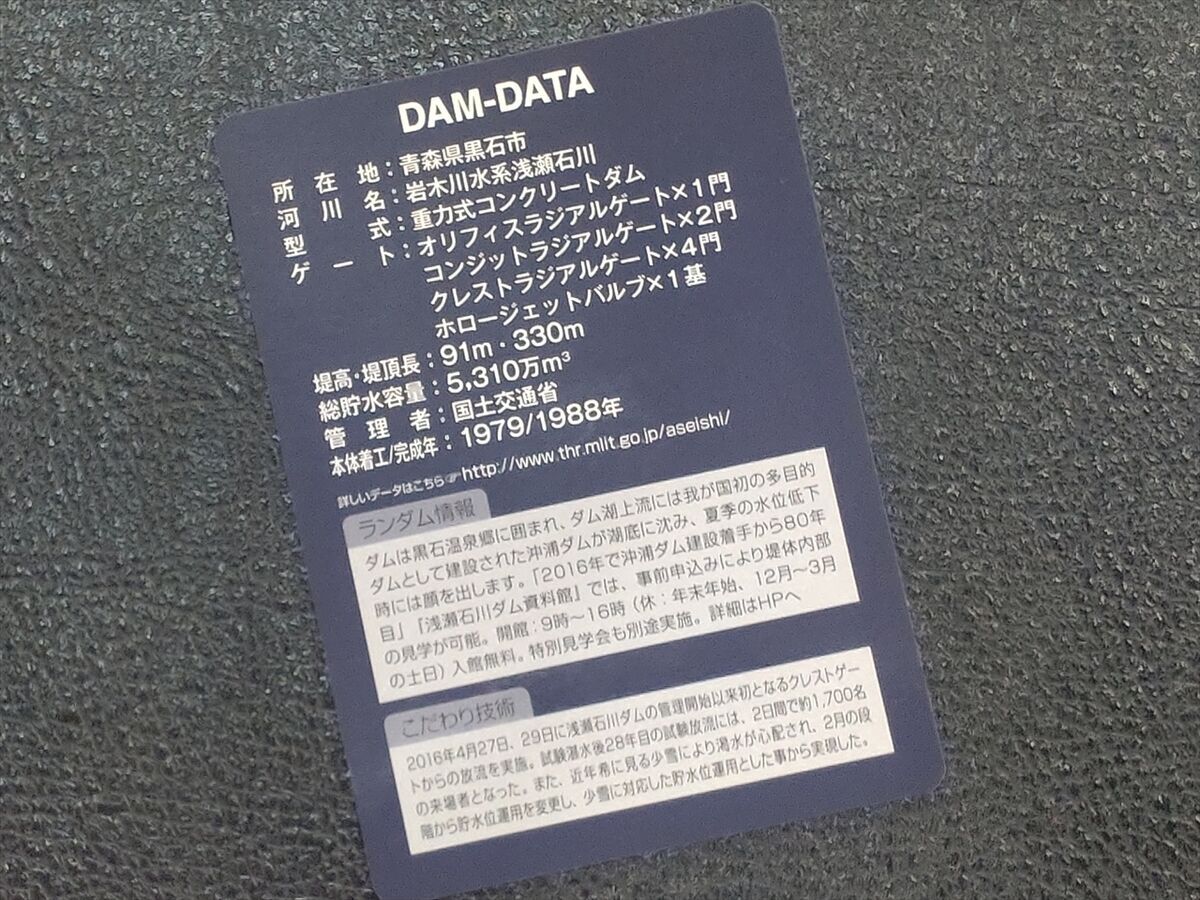 DAM-DATA
所在地：青森県黒石市
河川名：岩木川水系浅瀬石川
型式：重力式コンクリートダム
ゲート：オリフィスラジアルゲート×1門
コンジットラジアルゲート×2門
クレストラジアルゲート×4門
ホロージェットバルブ×1基
堤高・堤頂長：91m・330m
総貯水容量：5,310万m³
管理者：国土交通省
本体着工/完成年：1979/1988年
詳しいデータはこちら☞http://www.thr.mlit.go.jp/aseishi/
ランダム情報
ダムは黒石温泉郷に囲まれ、ダム湖上流には我が国初の多目的
ダムとして建設された沖浦ダムが湖底に沈み、夏季の水位低下
時には顔を出します。「2016年で沖浦ダム建設着手から80年
目」「浅瀬石川ダム資料館」では、事前申込みにより堤体内部
の見学が可能。開館：9時～16時（休：年末年始、12月～3月
の土日）入館無料。特別見学会も別途実施。詳細はHPへ
こだわり技術
2016年4月27日、29日に浅瀬石川ダムの管理開始以来初となるクレストゲー
トからの放流を実施。試験湛水後28年目の試験放流には、2日間で約1,700名
の来場者となった。また、近年希に見る少雪により渇水が心配され、2月の段
階から貯水位運用を変更し、少雪に対応した貯水位運用とした事から実現した。